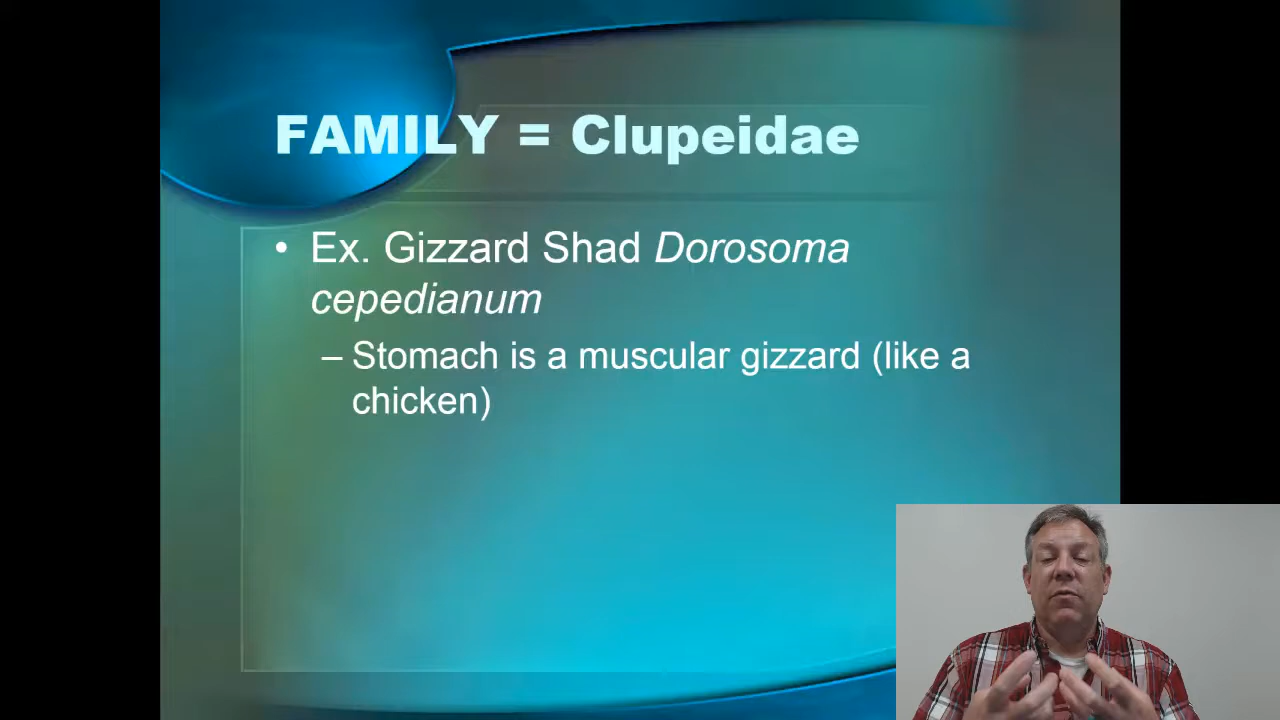 FAMILY = Clupeidae
• Ex. Gizzard Shad Dorosoma
cepedianum
– Stomach is a muscular gizzard (like a
chicken)